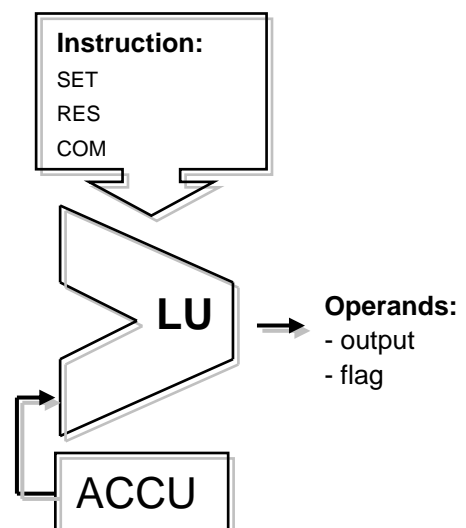 Instruction:
SET
RES
COM
LU
Operands:
- output
- flag
ACCU